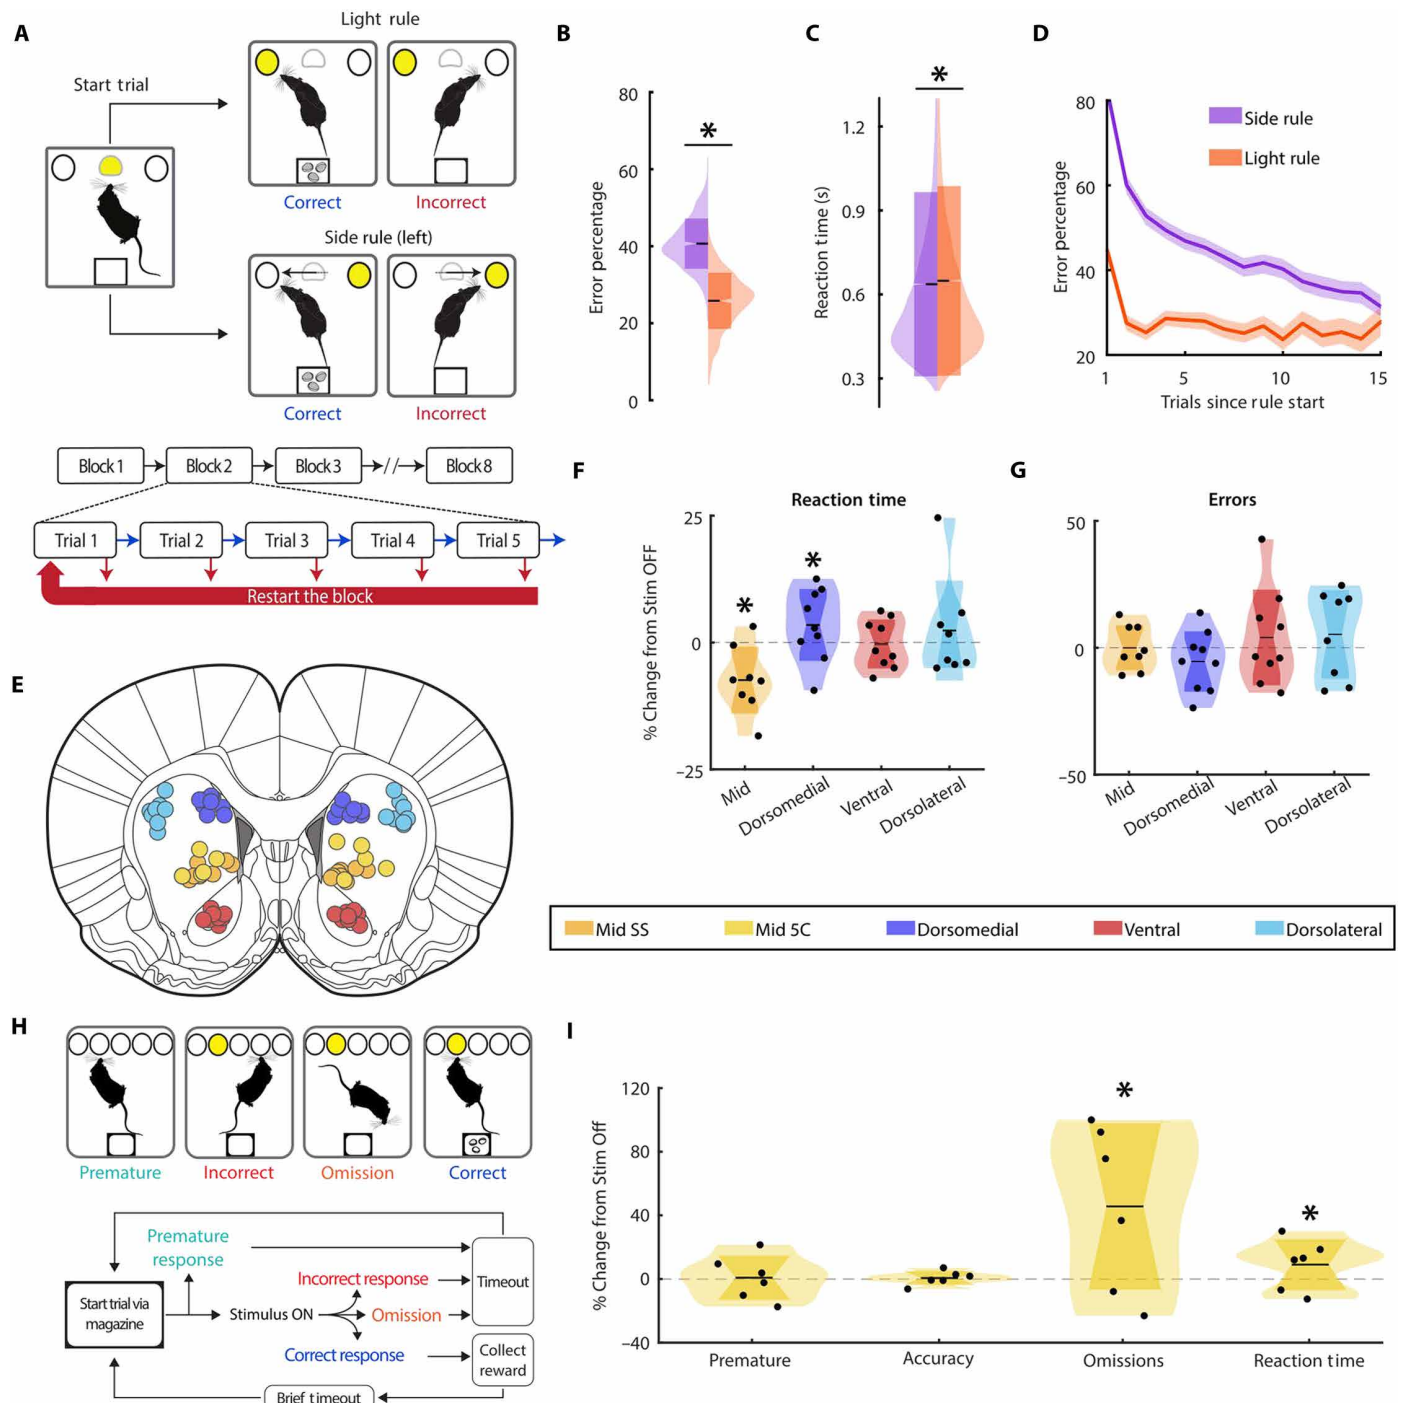 A
Light rule
Start trial
Correct
Incorrect
Side rule (left)
Correct
Incorrect
Block 1
Block 2
Block 3
//
Block 8
Trial 1
Trial 2
Trial 3
Trial 4
Trial 5
Restart the block
B
Error percentage
80
60
40
20
0
*
C
Reaction time (s)
1.2
0.9
0.6
0.3
*
D
Error percentage
80
60
40
20
Side rule
Light rule
1
5
10
15
Trials since rule start
E
F
Reaction time
% Change from Stim OFF
25
0
−25
*
*
Mid
Dorsomedial
Ventral
Dorsolateral
G
Errors
50
0
−50
Mid
Dorsomedial
Ventral
Dorsolateral
Mid SS
Mid 5C
Dorsomedial
Ventral
Dorsolateral
H
Premature
Incorrect
Omission
Correct
Premature
response
Incorrect response
Timeout
Start trial via
magazine
Stimulus ON
Omission
Correct response
Collect
reward
Brief timeout
I
% Change from Stim Off
120
80
40
0
−40
*
*
Premature
Accuracy
Omissions
Reaction time